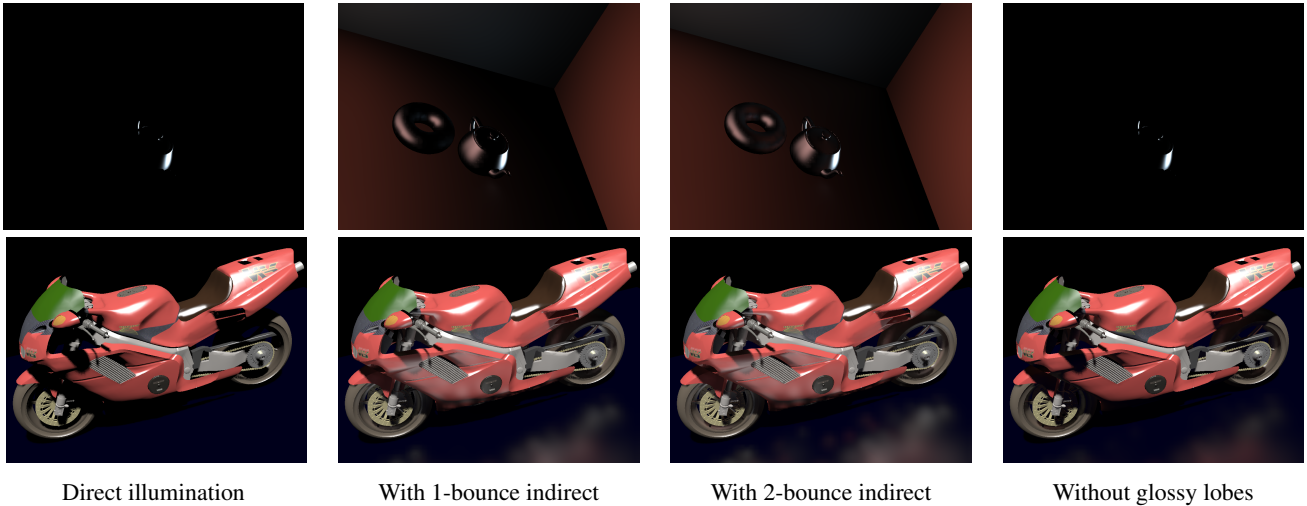 Direct illumination
With 1-bounce indirect
With 2-bounce indirect
Without glossy lobes